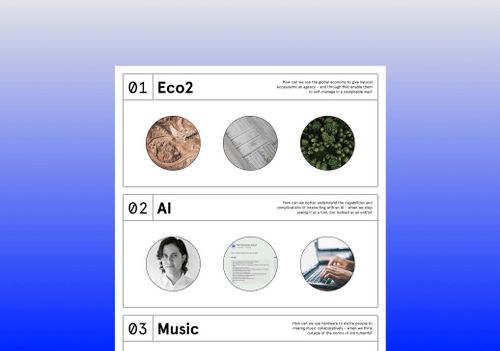 01 Eco2
How can we use the global economy to give natural
ecosystems an agency – and through that enable them
to self-manage in a sustainable way?
02 AI
How can we better understand the capabilities and
complications of interacting with an AI – when we stop
seeing it as a tool, but instead as an entity?
03 Music
How can we use hardware to excite people to
making music collaboratively – when we think
outside of the norms of instruments?